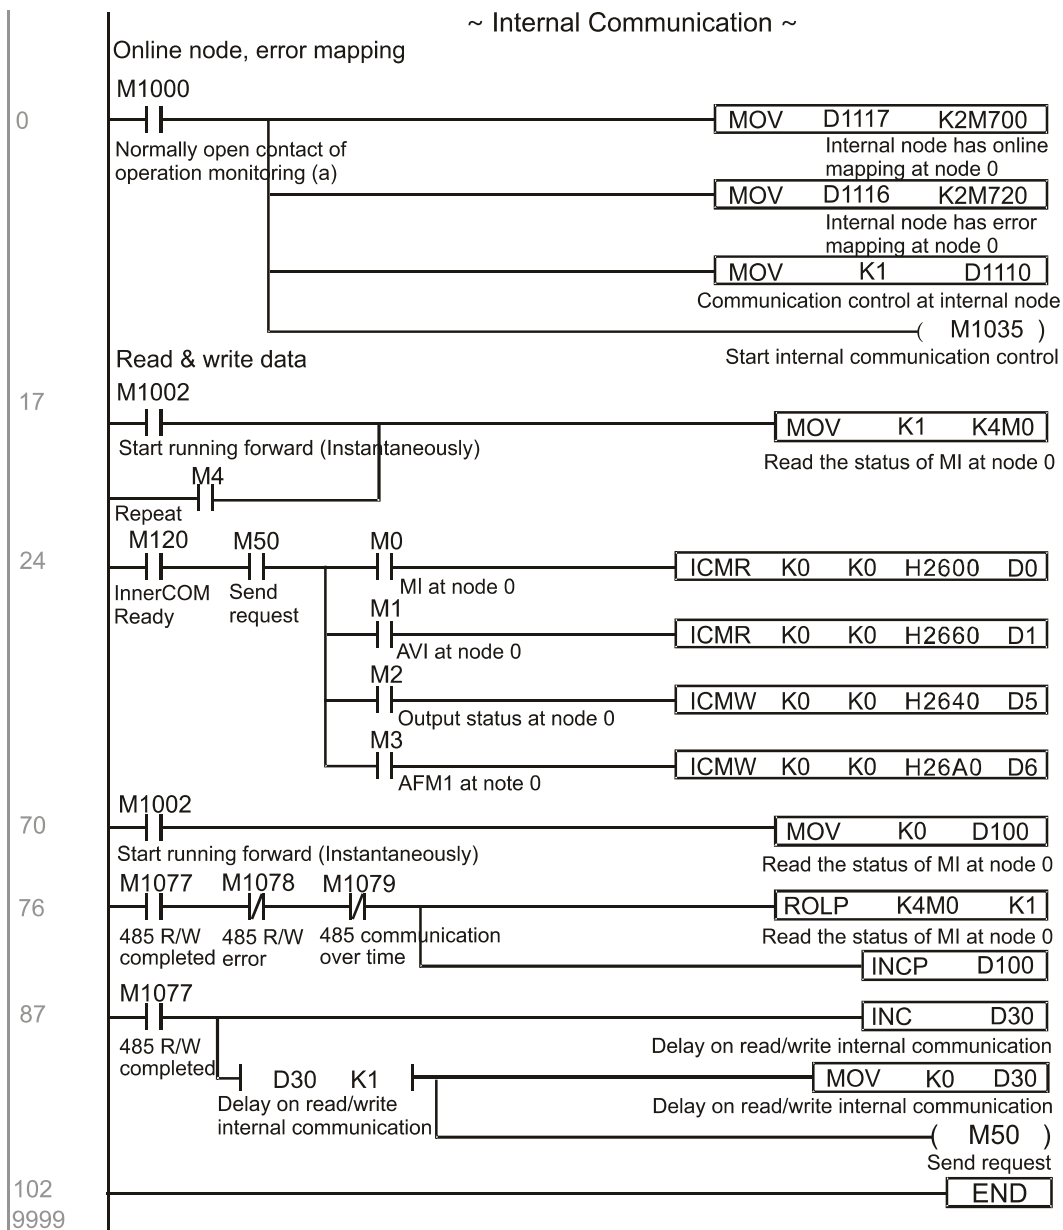 ~ Internal Communication ~
Online node, error mapping
M1000
0
MOV D1117 K2M700
Normally open contact of
operation monitoring (a)
Internal node has online
mapping at node 0
MOV D1116 K2M720
Internal node has error
mapping at node 0
MOV K1 D1110
Communication control at internal node
( M1035 )
Start internal communication control
Read & write data
M1002
17
MOV K1 K4M0
Start running forward (Instantaneously)
Read the status of MI at node 0
M4
Repeat
M120 M50 M0
24
ICMR K0 K0 H2600 D0
MI at node 0
InnerCOM
Ready
Send
request
M1
ICMR K0 K0 H2660 D1
AVI at node 0
M2
ICMW K0 K0 H2640 D5
Output status at node 0
M3
ICMW K0 K0 H26A0 D6
AFM1 at note 0
M1002
70
MOV K0 D100
Start running forward (Instantaneously)
Read the status of MI at node 0
M1077 M1078 M1079
76
ROLP K4M0 K1
485 R/W
completed
485 R/W
error
485 communication
over time
Read the status of MI at node 0
INCP D100
M1077
87
INC D30
485 R/W
completed
Delay on read/write internal communication
D30 K1
MOV K0 D30
Delay on read/write
internal communication
Delay on read/write internal communication
( M50 )
Send request
102
END
9999